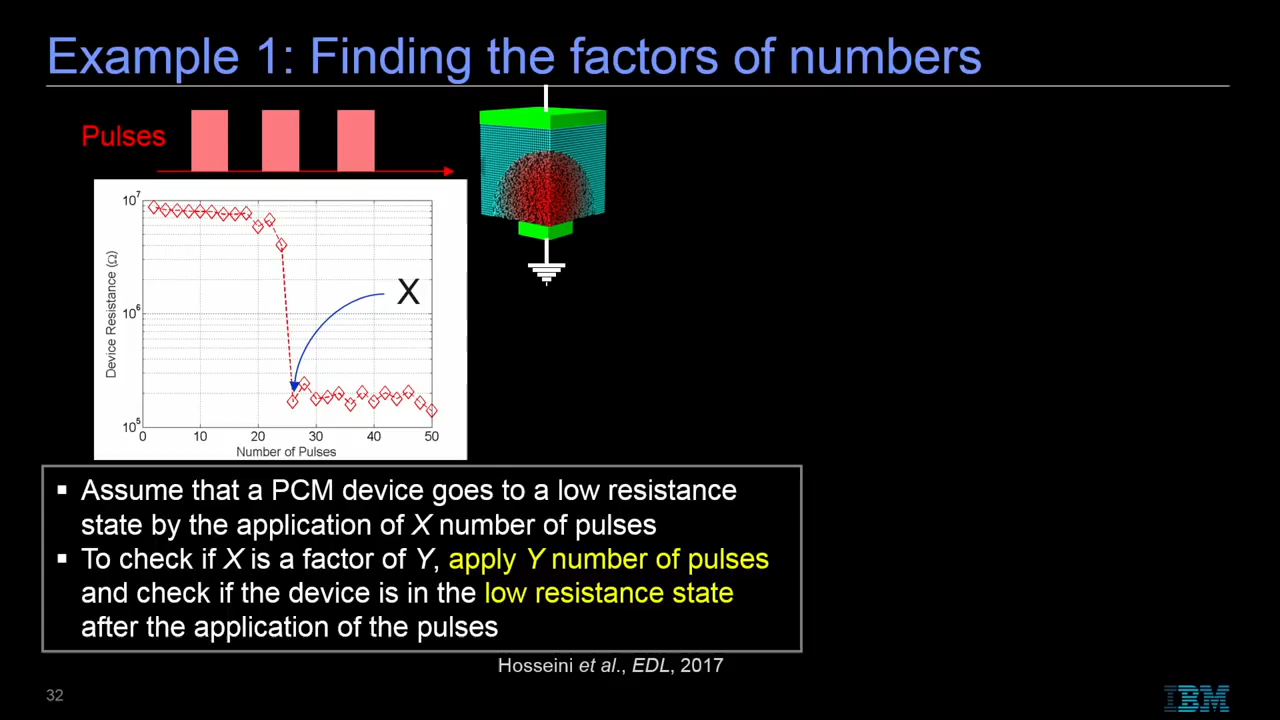 Example 1: Finding the factors of numbers
Pulses
10^7
10^6
10^5
Device Resistance (Ω)
X
0 10 20 30 40 50
Number of Pulses
▪ Assume that a PCM device goes to a low resistance
state by the application of X number of pulses
▪ To check if X is a factor of Y, apply Y number of pulses
and check if the device is in the low resistance state
after the application of the pulses
Hosseini et al., EDL, 2017
32
IBM